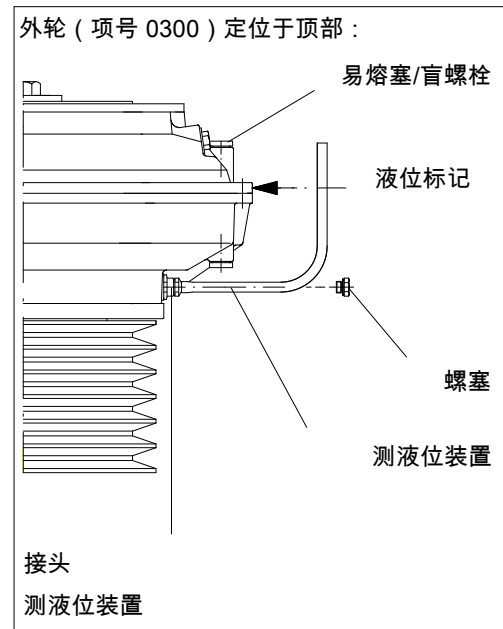 外轮（项号 0300）定位于顶部：
易熔塞/盲螺栓
液位标记
螺塞
测液位装置
接头
测液位装置